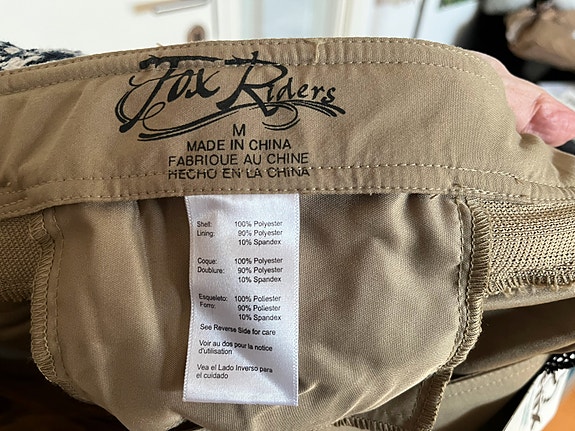 Fox Riders
M
MADE IN CHINA
FABRIQUE AU CHINE
HECHO EN LA CHINA
Shell: 100% Polyester
Lining: 90% Polyester
10% Spandex
Coque: 100% Polyester
Doublure: 90% Polyester
10% Spandex
Esqueleto: 100% Poliester
Forro: 90% Poliester
10% Spandex
See Reverse Side for care
Voir au dos pour la notice
d'utilisation
Vea el Lado Inverso para
el cuidado